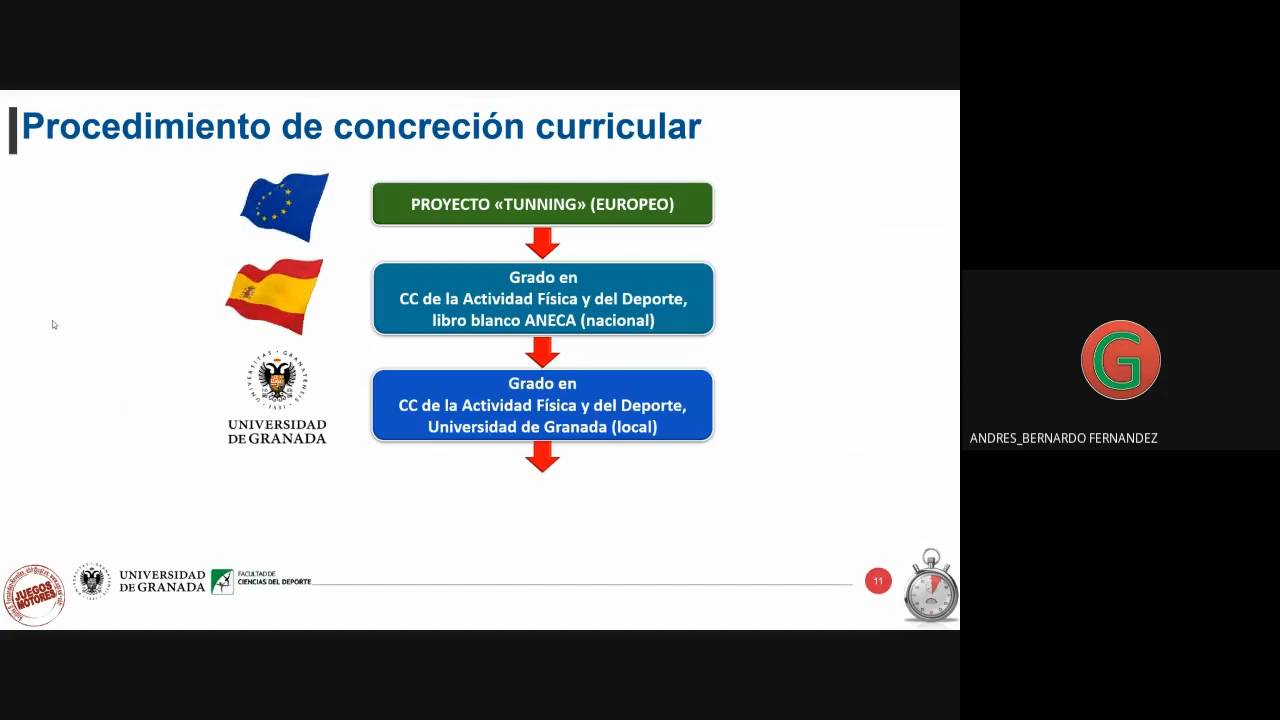 Procedimiento de concreción curricular
PROYECTO «TUNNING» (EUROPEO)
Grado en
CC de la Actividad Física y del Deporte,
libro blanco ANECA (nacional)
Grado en
CC de la Actividad Física y del Deporte,
Universidad de Granada (local)
UNIVERSIDAD
DE GRANADA
ANDRES_BERNARDO FERNANDEZ
G
JUEGOS
MOTORES
UNIVERSIDAD
DE GRANADA
FACULTAD DE
CIENCIAS DEL DEPORTE
11